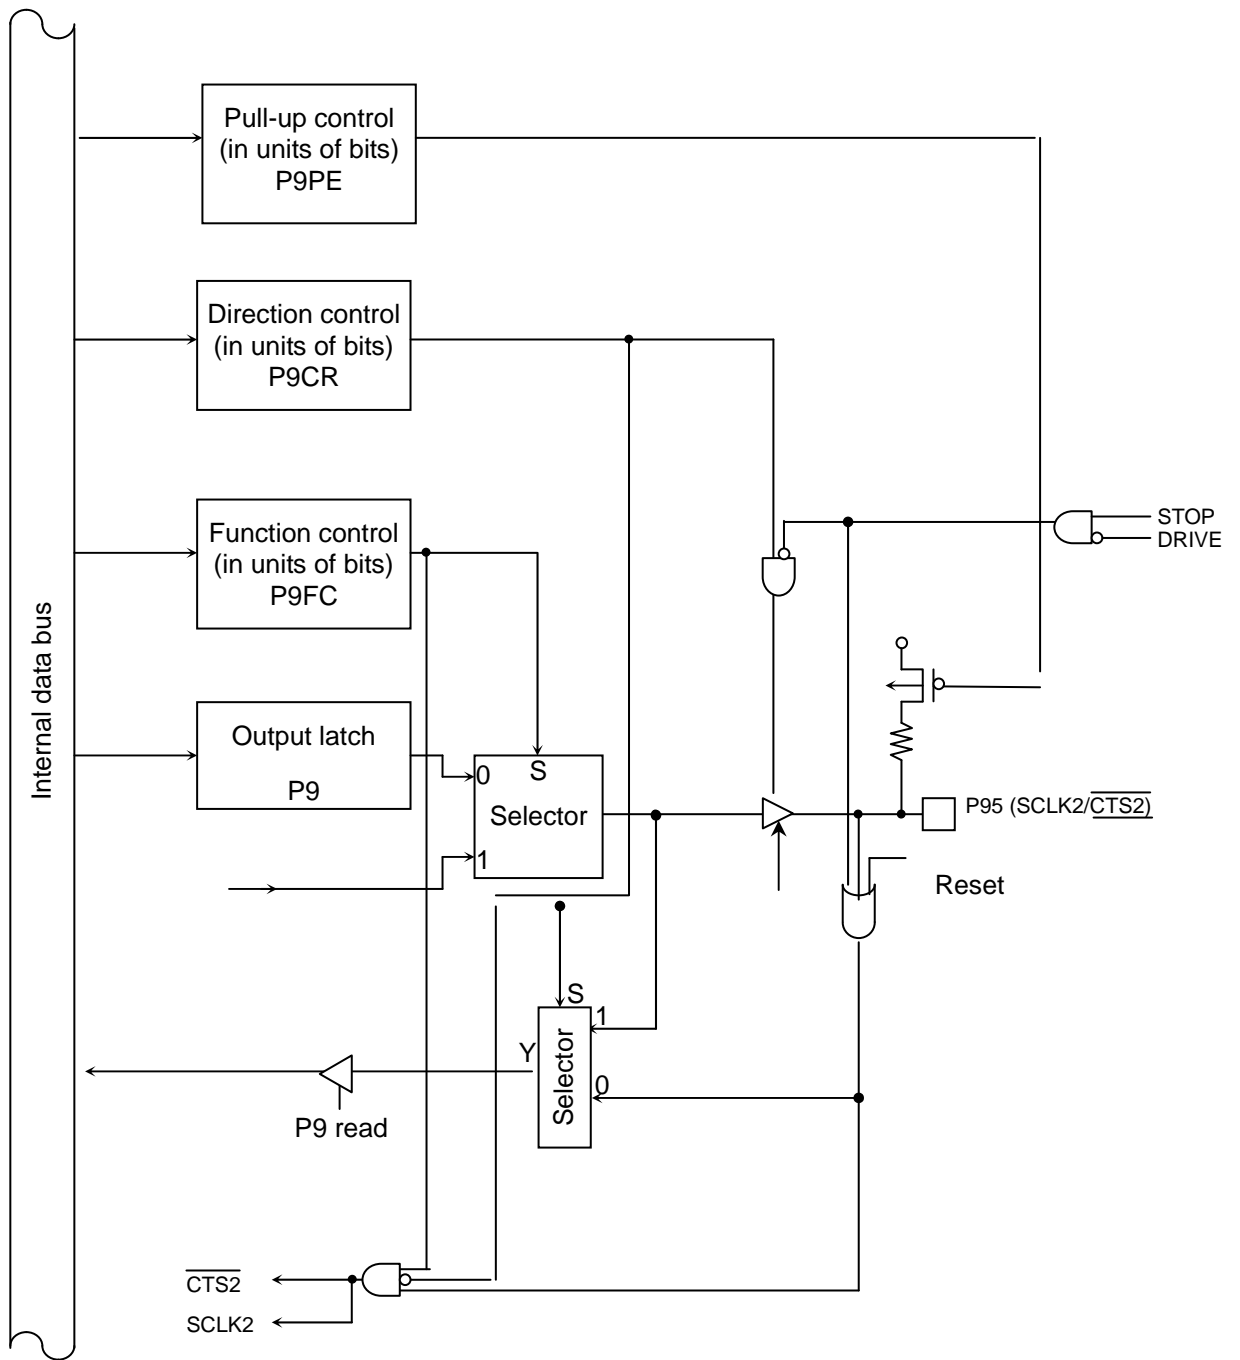 Pull-up control
(in units of bits)
P9PE
Direction control
(in units of bits)
P9CR
Function control
(in units of bits)
P9FC
STOP
DRIVE
Internal data bus
Output latch
P9
0
S
Selector
1
P95 (SCLK2/CTS2)
Reset
S
1
Y
Selector
0
P9 read
CTS2
SCLK2